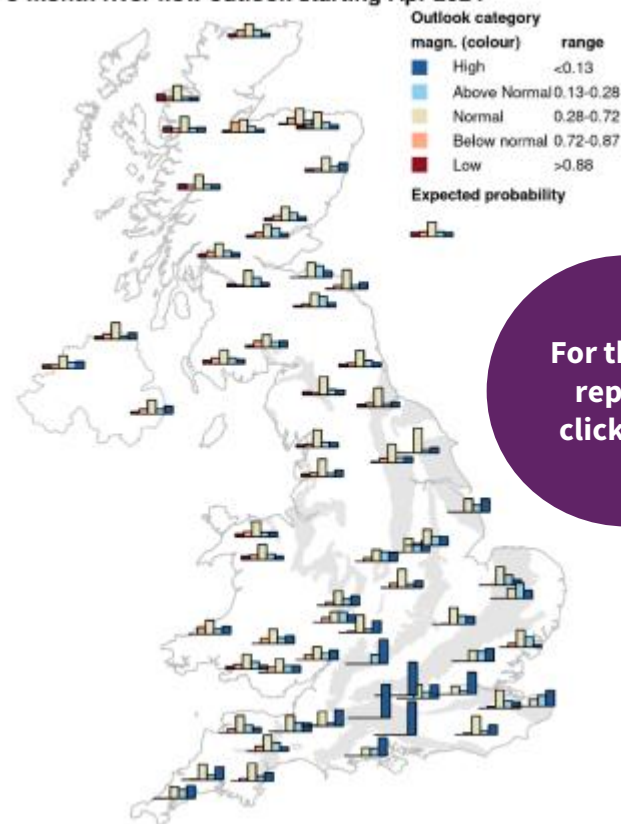 Outlook category
magn. (colour) range
High <0.13
Above Normal 0.13-0.28
Normal 0.28-0.72
Below normal 0.72-0.87
Low >0.88
Expected probability
For th
rep
click